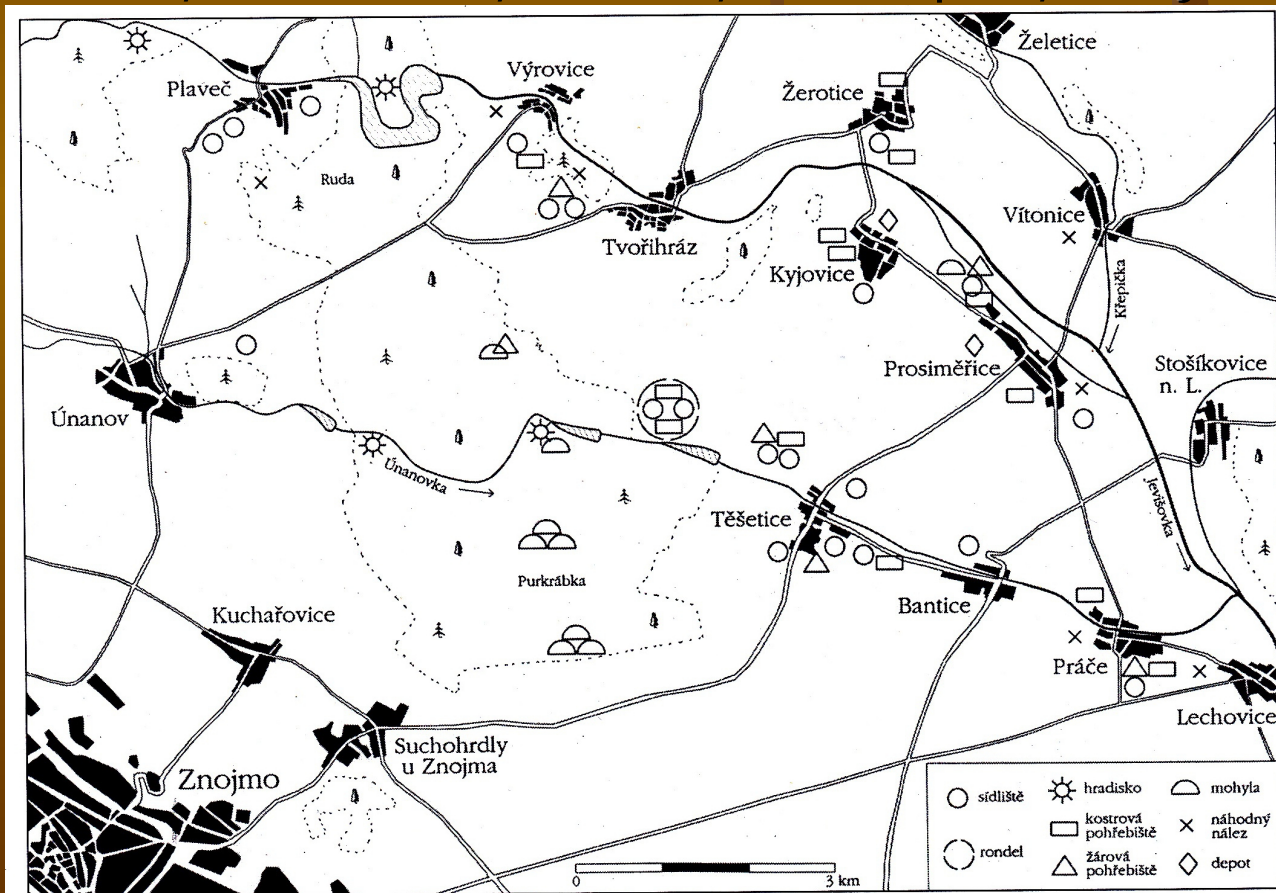 Želetice
Plaveč
Výrovice
Žerotice
Ruda
Vítonice
Tvořihráz
Kyjovice
Křepička
Prosiměřice
Stošíkovice
n. L.
Únanov
Únanovka
Jevišovka
Těšetice
Purkrábka
Bantice
Kuchařovice
Práče
Lechovice
Suchohrdly
u Znojma
Znojmo
sídliště
hradisko
mohyla
kostrová
pohřebiště
náhodný
nález
rondel
žárová
pohřebiště
depot
0
3 km